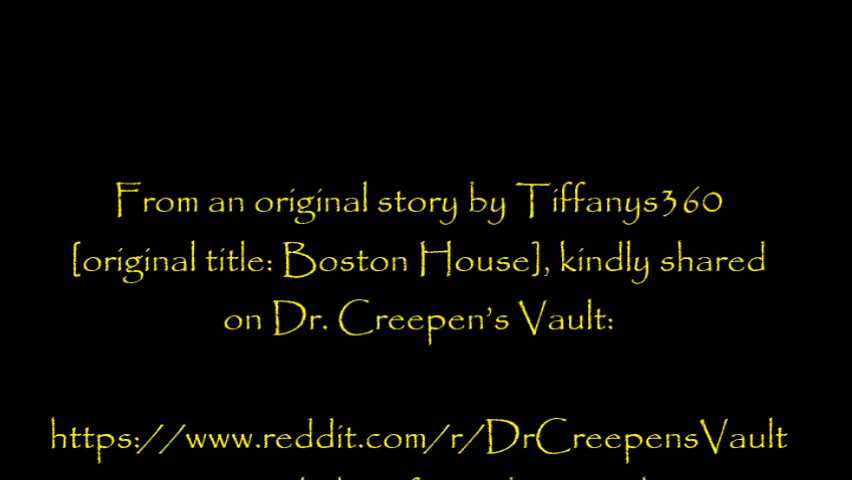 From an original story by Tiffanys360
[original title: Boston House], kindly shared
on Dr. Creepen's Vault:
https://www.reddit.com/r/DrCreepensVault